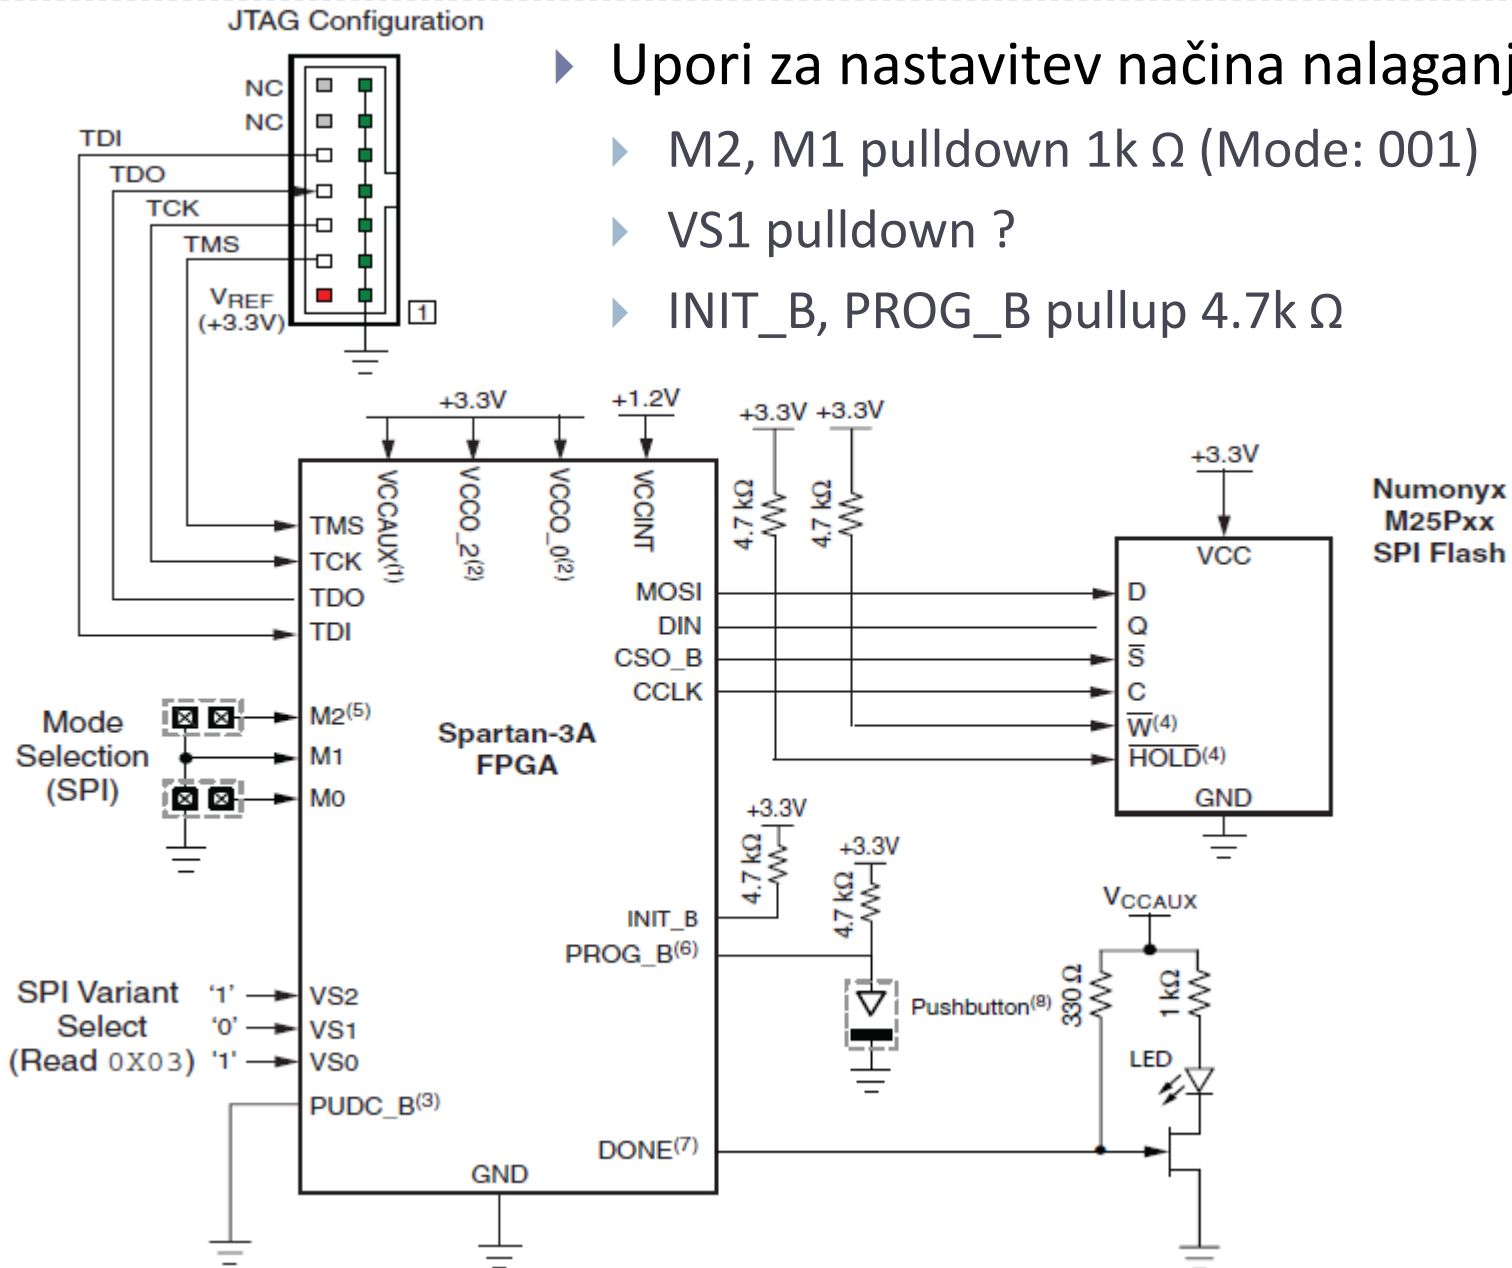 JTAG Configuration
Upori za nastavitev načina nalaganj
M2, M1 pulldown 1k Ω (Mode: 001)
VS1 pulldown ?
INIT_B, PROG_B pullup 4.7k Ω
NC
NC
TDI
TDO
TCK
TMS
VREF
(+3.3V)
1
+3.3V
+1.2V
+3.3V
+3.3V
+3.3V
VCCAUX(1)
VCCO_2(2)
VCCO_0(2)
VCCINT
4.7 kΩ
4.7 kΩ
Numonyx
M25Pxx
SPI Flash
TMS
TCK
TDO
TDI
MOSI
DIN
CSO_B
CCLK
VCC
D
Q
S̅
C
W̅(4)
H̅O̅L̅D̅(4)
GND
Mode
Selection
(SPI)
M2(5)
M1
M0
Spartan-3A
FPGA
+3.3V
4.7 kΩ
+3.3V
4.7 kΩ
INIT_B
PROG_B(6)
Pushbutton(8)
VCCAUX
330 Ω
1 kΩ
LED
SPI Variant
Select
(Read 0X03)
'1'
'0'
'1'
VS2
VS1
VS0
PUDC_B(3)
DONE(7)
GND